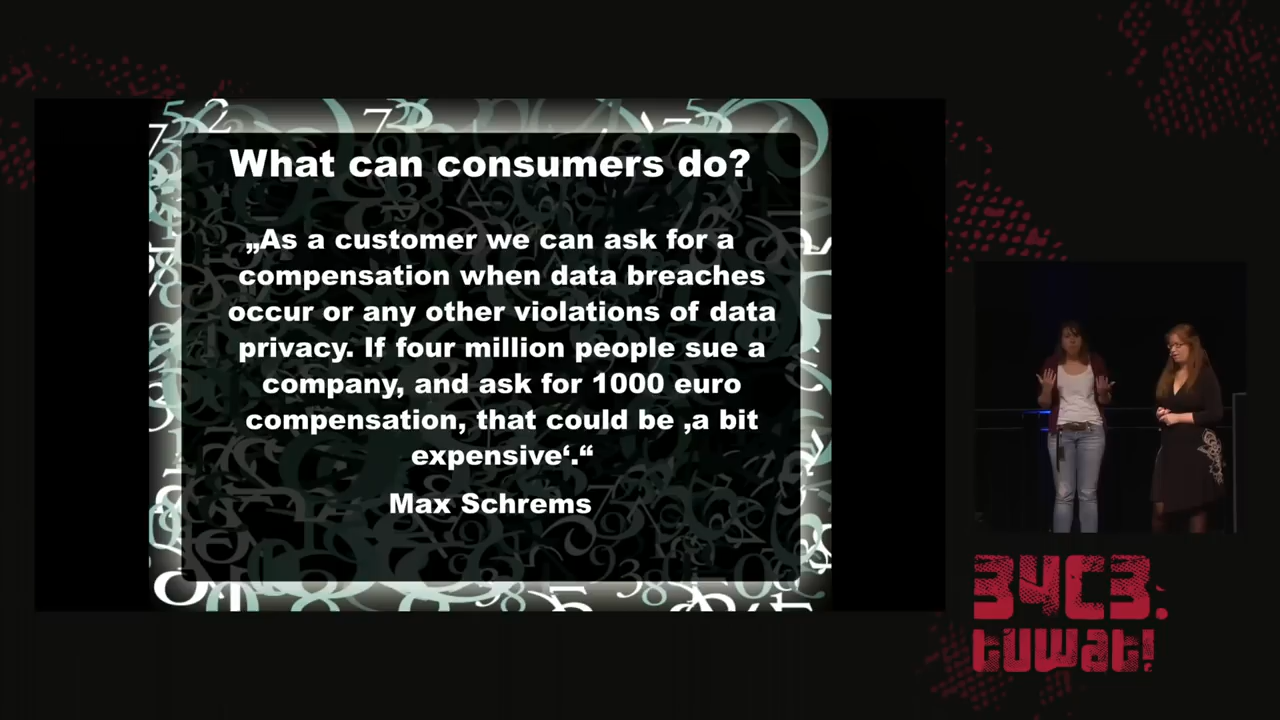 What can consumers do?
„As a customer we can ask for a
compensation when data breaches
occur or any other violations of data
privacy. If four million people sue a
company, and ask for 1000 euro
compensation, that could be ‚a bit
expensive‘.“
Max Schrems
34C3.
tuwat!